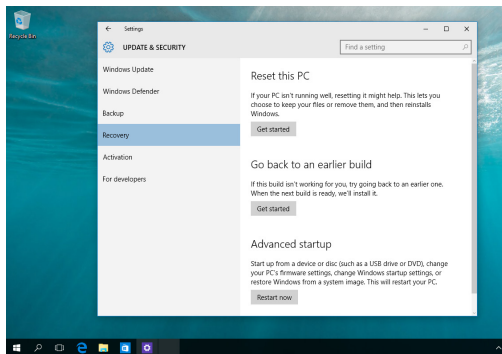 Recycle Bin
Settings
UPDATE & SECURITY
Find a setting
Windows Update
Windows Defender
Backup
Recovery
Activation
For developers
Reset this PC
If your PC isn't running well, resetting it might help. This lets you
choose to keep your files or remove them, and then reinstalls
Windows.
Get started
Go back to an earlier build
If this build isn't working for you, try going back to an earlier one.
When the next build is ready, we'll install it.
Get started
Advanced startup
Start up from a device or disc (such as a USB drive or DVD), change
your PC's firmware settings, change Windows startup settings, or
restore Windows from a system image. This will restart your PC.
Restart now